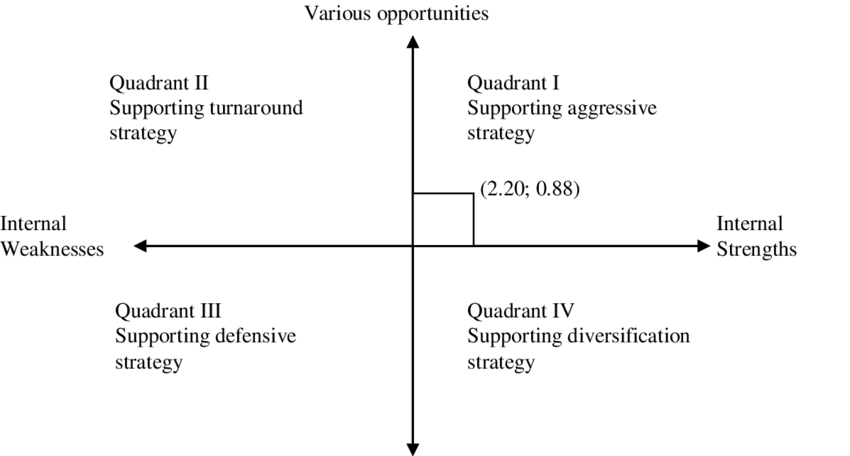 Various opportunities
Quadrant II
Supporting turnaround
strategy
Quadrant I
Supporting aggressive
strategy
(2.20; 0.88)
Internal
Weaknesses
Internal
Strengths
Quadrant III
Supporting defensive
strategy
Quadrant IV
Supporting diversification
strategy